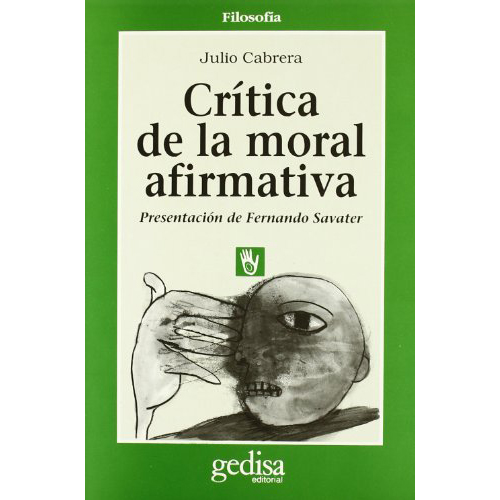 Filosofía
Julio Cabrera
Crítica
de la moral
afirmativa
Presentación de Fernando Savater
gedisa
editorial